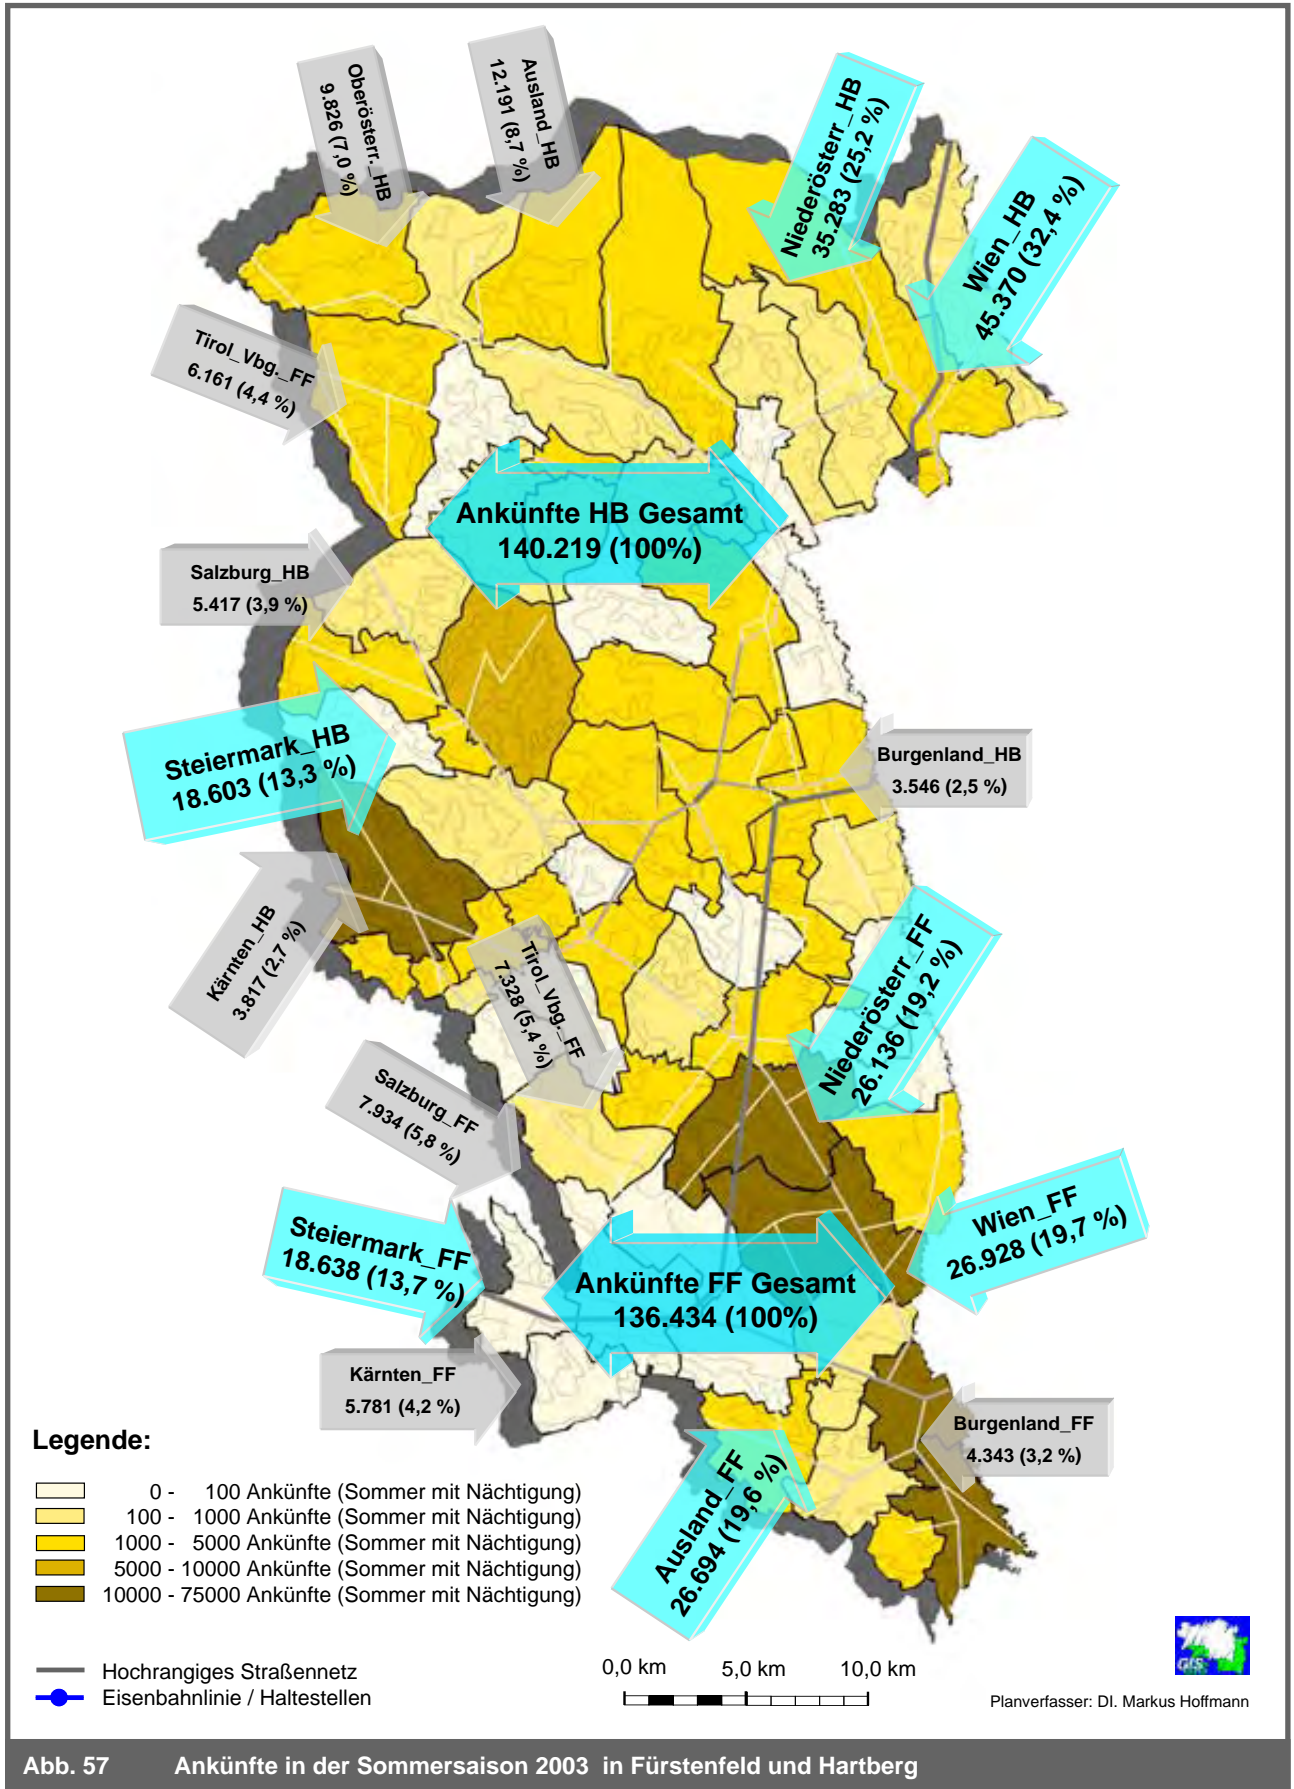 Oberösterr._HB
9.826 (7,0 %)
Ausland_HB
12.191 (8,7 %)
Niederösterr_HB
35.283 (25,2 %)
Wien_HB
45.370 (32,4 %)
Tirol_Vbg._FF
6.161 (4,4 %)
Ankünfte HB Gesamt
140.219 (100%)
Salzburg_HB
5.417 (3,9 %)
Steiermark_HB
18.603 (13,3 %)
Burgenland_HB
3.546 (2,5 %)
Kärnten_HB
3.817 (2,7 %)
Tirol_Vbg._FF
7.328 (5,4 %)
Niederösterr_FF
26.136 (19,2 %)
Salzburg_FF
7.934 (5,8 %)
Steiermark_FF
18.638 (13,7 %)
Wien_FF
26.928 (19,7 %)
Ankünfte FF Gesamt
136.434 (100%)
Kärnten_FF
5.781 (4,2 %)
Burgenland_FF
4.343 (3,2 %)
Ausland_FF
26.694 (19,6 %)
Legende:
0 - 100 Ankünfte (Sommer mit Nächtigung)
100 - 1000 Ankünfte (Sommer mit Nächtigung)
1000 - 5000 Ankünfte (Sommer mit Nächtigung)
5000 - 10000 Ankünfte (Sommer mit Nächtigung)
10000 - 75000 Ankünfte (Sommer mit Nächtigung)
Hochrangiges Straßennetz
Eisenbahnlinie / Haltestellen
0,0 km 5,0 km 10,0 km
GIS
Planverfasser: DI. Markus Hoffmann
Abb. 57 Ankünfte in der Sommersaison 2003 in Fürstenfeld und Hartberg